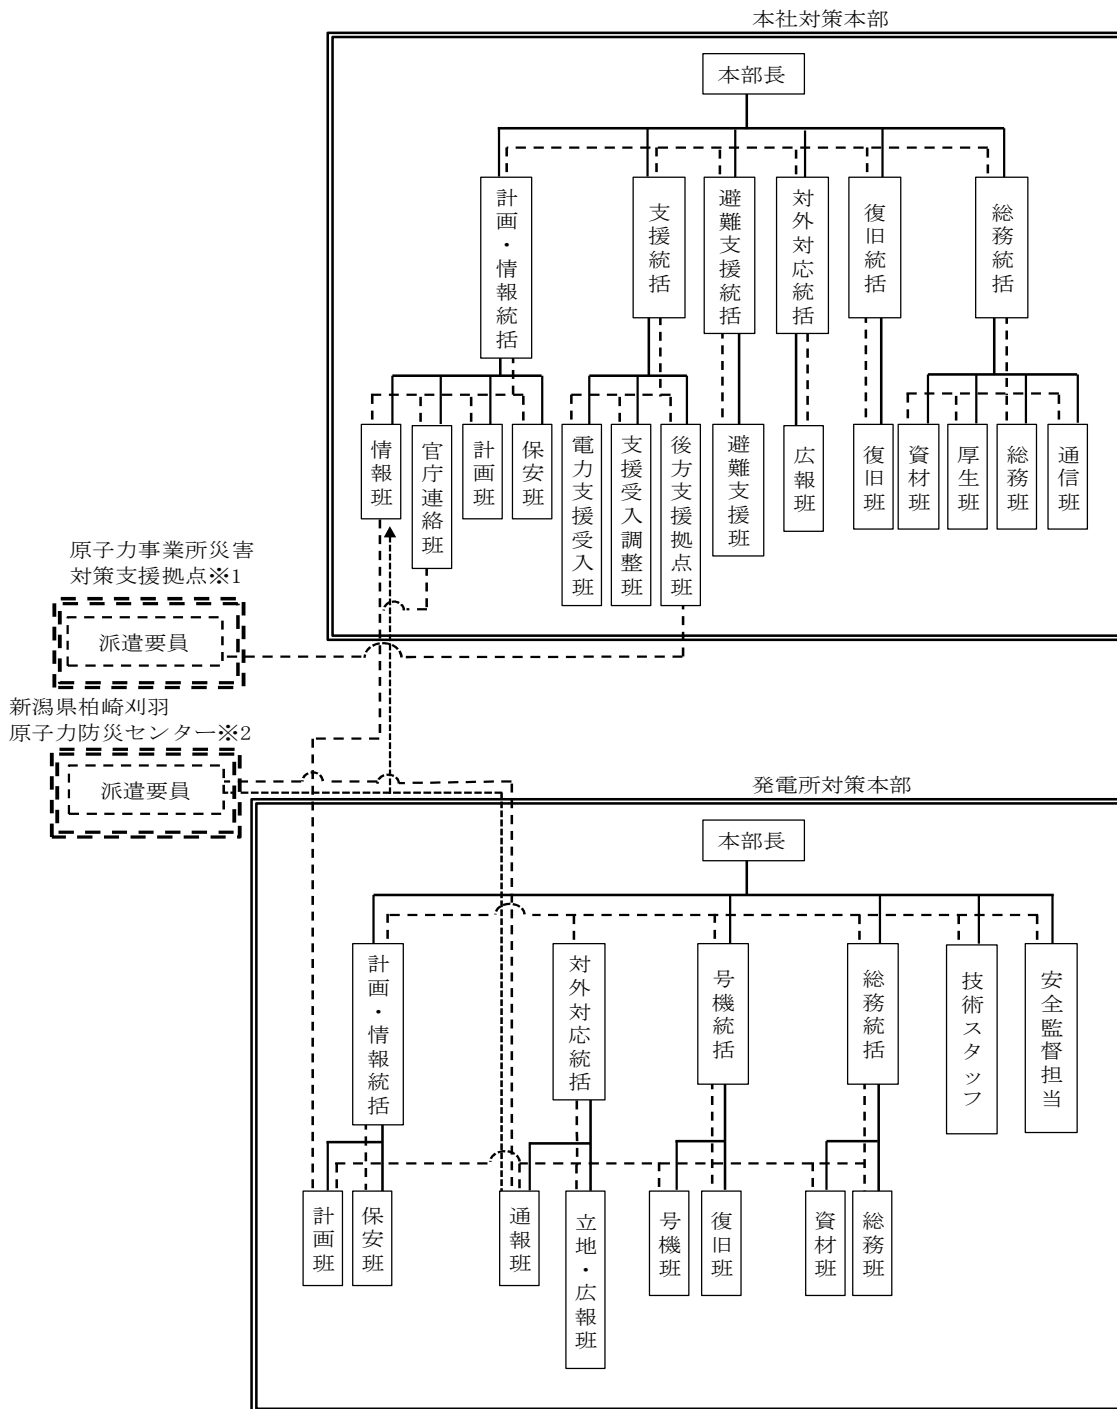 本社対策本部
本部長
計画・情報統括
支援統括
避難支援統括
対外対応統括
復旧統括
総務統括
情報班
官庁連絡班
計画班
保安班
電力支援受入班
支援受入調整班
後方支援拠点班
避難支援班
広報班
復旧班
資材班
厚生班
総務班
通信班
原子力事業所災害
対策支援拠点※1
派遣要員
新潟県柏崎刈羽
原子力防災センター※2
派遣要員
発電所対策本部
本部長
計画・情報統括
対外対応統括
号機統括
総務統括
技術スタッフ
安全監督担当
計画班
保安班
通報班
立地・広報班
号機班
復旧班
資材班
総務班